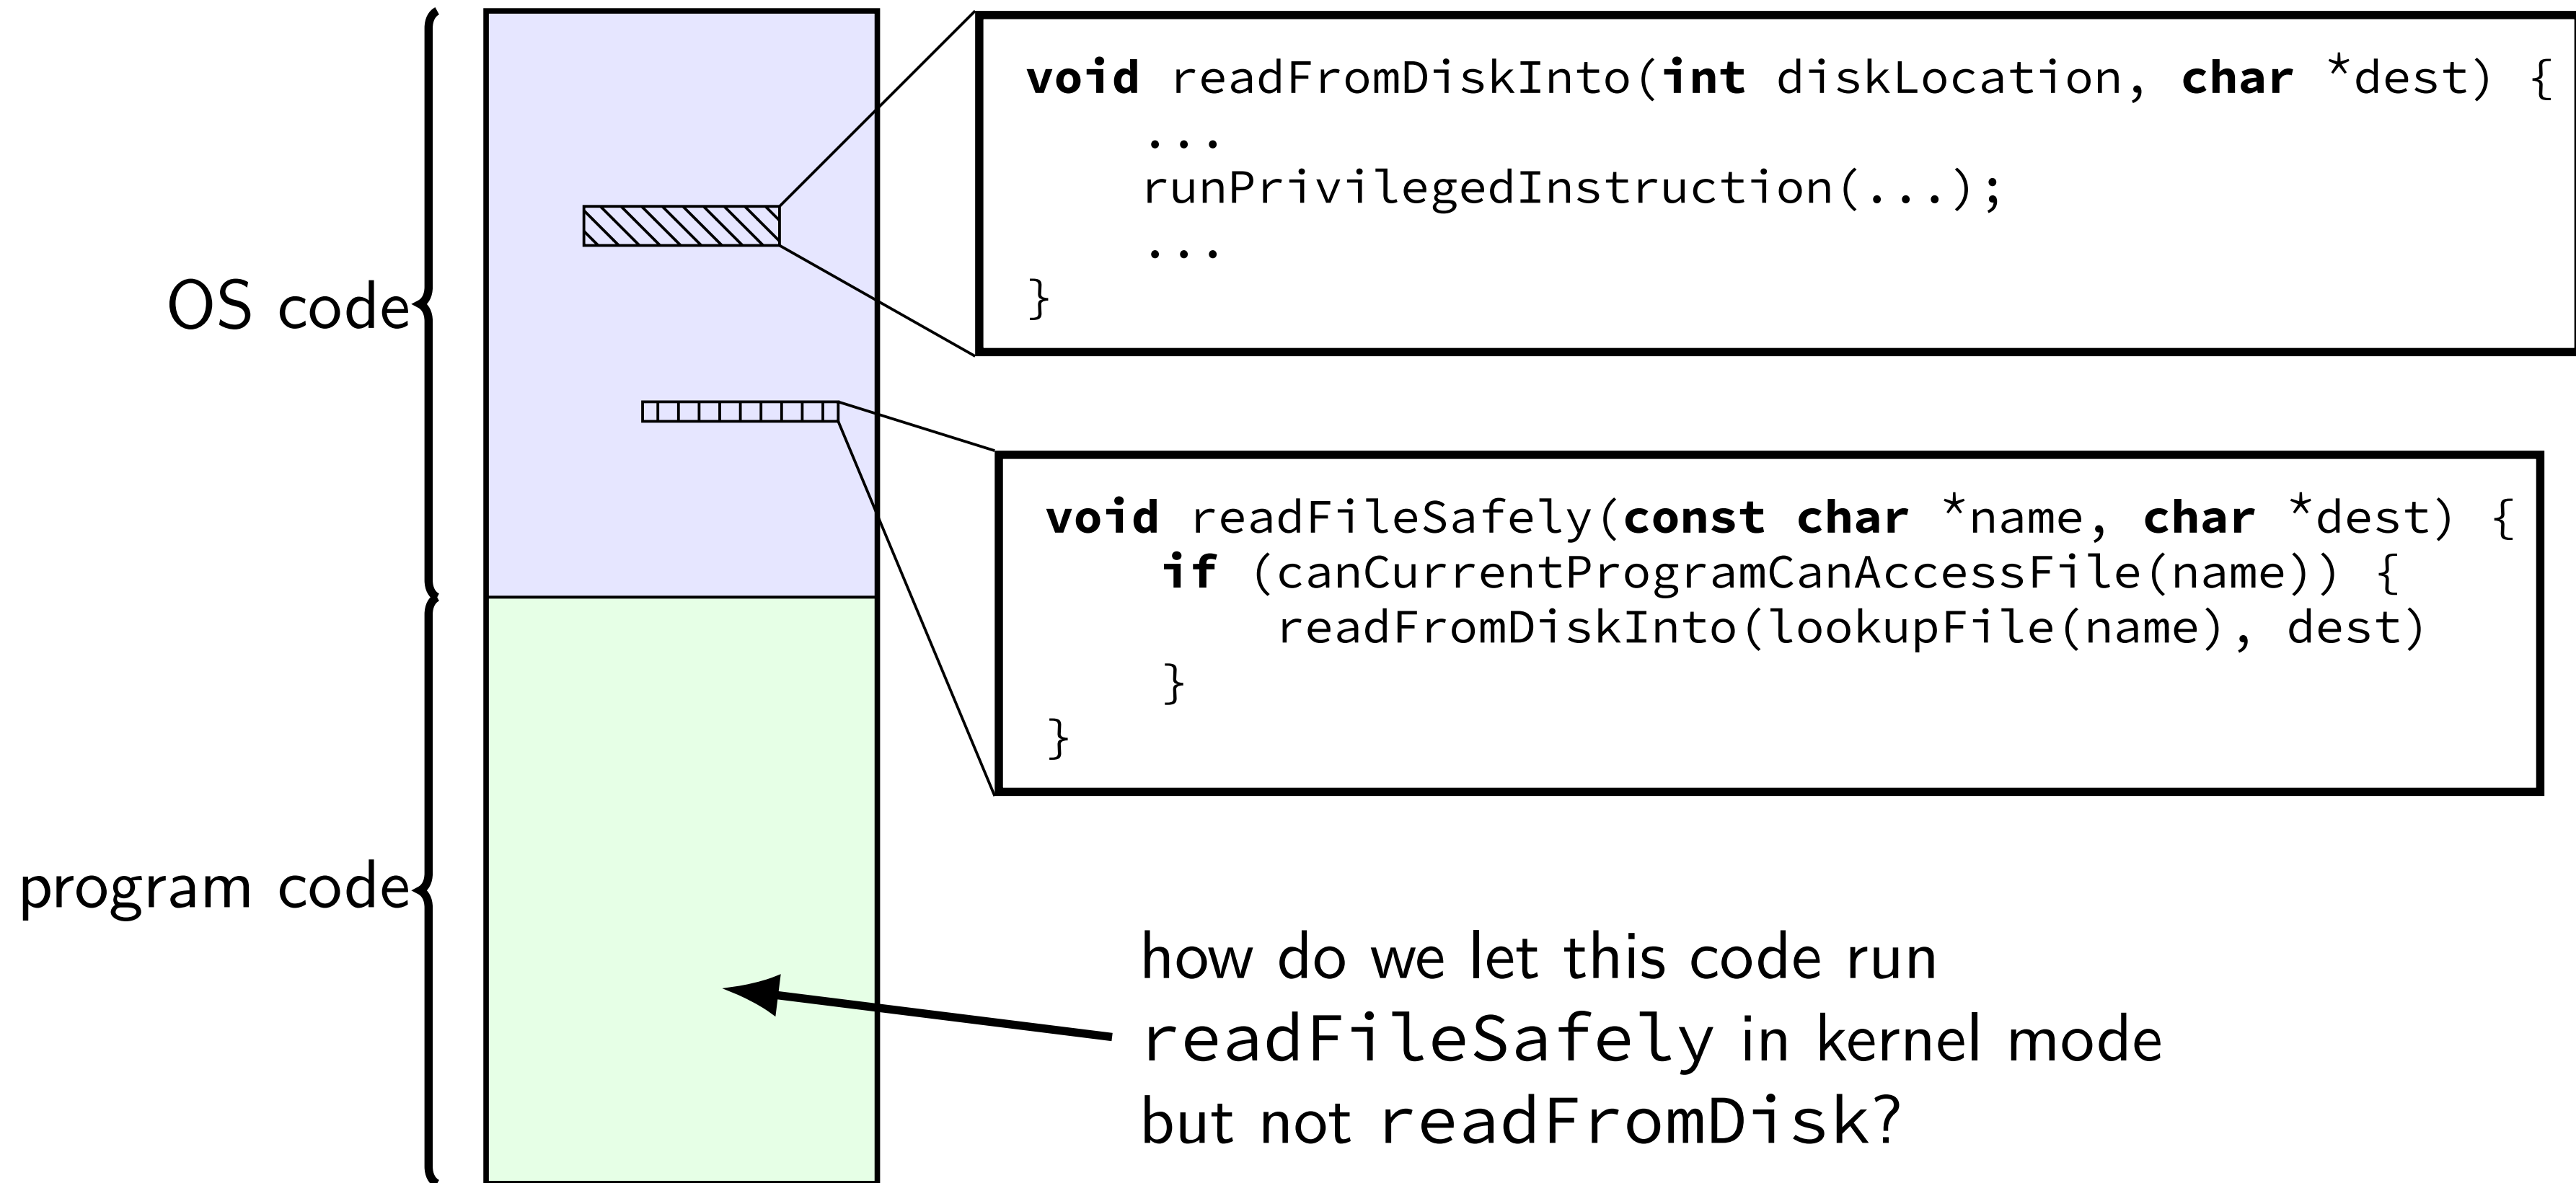 void readFromDiskInto(int diskLocation, char *dest) {
...
runPrivilegedInstruction(...);
...
}
OS code
void readFileSafely(const char *name, char *dest) {
if (canCurrentProgramCanAccessFile(name)) {
readFromDiskInto(lookupFile(name), dest)
}
}
program code
how do we let this code run
readFileSafely in kernel mode
but not readFromDisk?